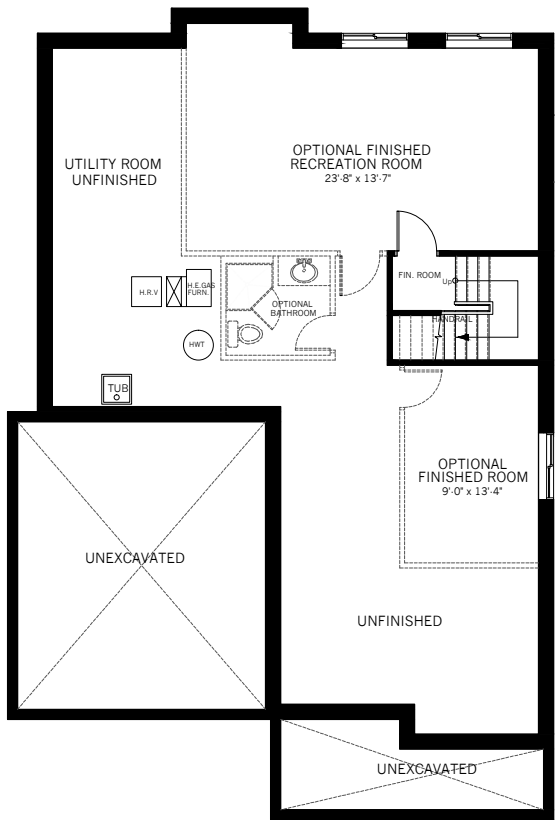 OPTIONAL FINISHED
RECREATION ROOM
23'-8" x 13'-7"
UTILITY ROOM
UNFINISHED
H.R.V
H.E.GAS
FURN.
FIN. ROOM
Up
OPTIONAL
BATHROOM
HANDRAIL
HWT
TUB
OPTIONAL
FINISHED ROOM
9'-0" x 13'-4"
UNEXCAVATED
UNFINISHED
UNEXCAVATED